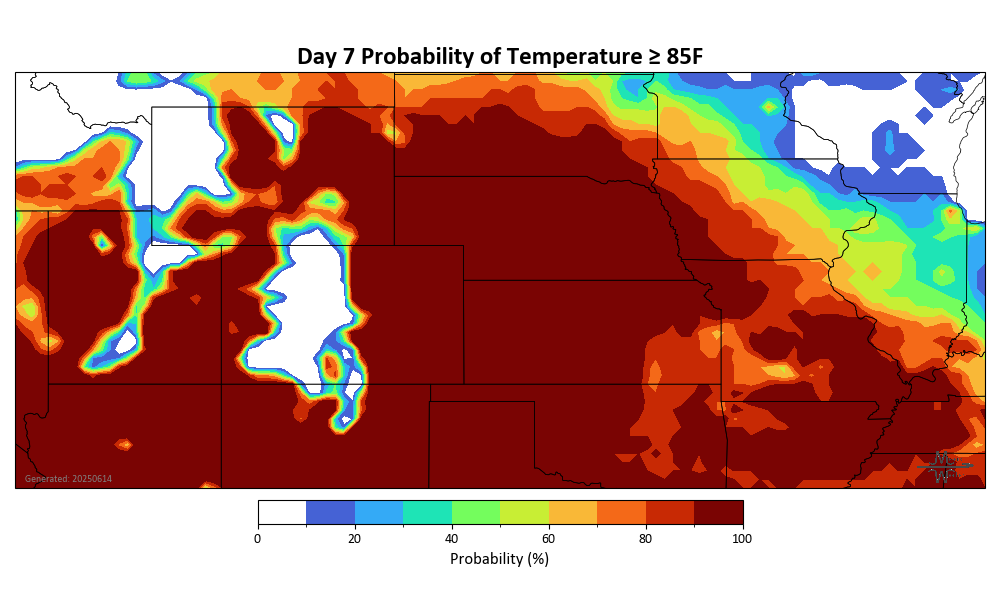 Day 7 Probability of Temperature ≥ 85F
Generated: 20250614
0 20 40 60 80 100
Probability (%)